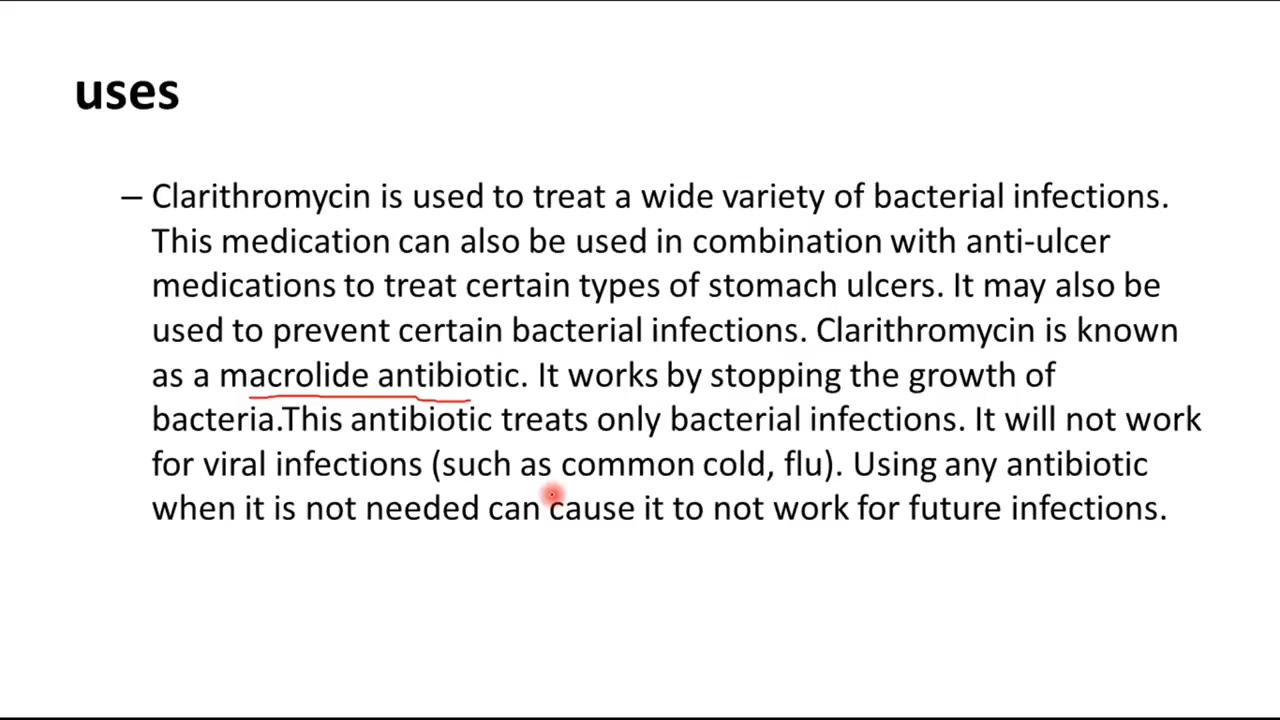 uses
– Clarithromycin is used to treat a wide variety of bacterial infections.
This medication can also be used in combination with anti-ulcer
medications to treat certain types of stomach ulcers. It may also be
used to prevent certain bacterial infections. Clarithromycin is known
as a macrolide antibiotic. It works by stopping the growth of
bacteria.This antibiotic treats only bacterial infections. It will not work
for viral infections (such as common cold, flu). Using any antibiotic
when it is not needed can cause it to not work for future infections.